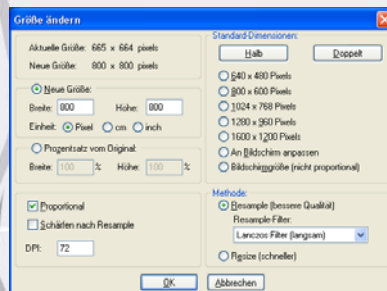 Größe ändern
Aktuelle Größe: 665 x 664 pixels
Neue Größe: 800 x 800 pixels
Neue Größe:
Breite: 800 Höhe: 800
Einheit: Pixel cm inch
Prozentsatz vom Original:
Breite: 100 % Höhe: 100 %
Proportional
Schärfen nach Resample
DPI: 72
Standard-Dimensionen:
Halb Doppelt
640 x 480 Pixels
800 x 600 Pixels
1024 x 768 Pixels
1280 x 960 Pixels
1600 x 1200 Pixels
An Bildschirm anpassen
Bildschirmgröße (nicht proportional)
Methode:
Resample (bessere Qualität)
Resample-Filter:
Lanczos Filter (langsam)
Resize (schneller)
OK Abbrechen